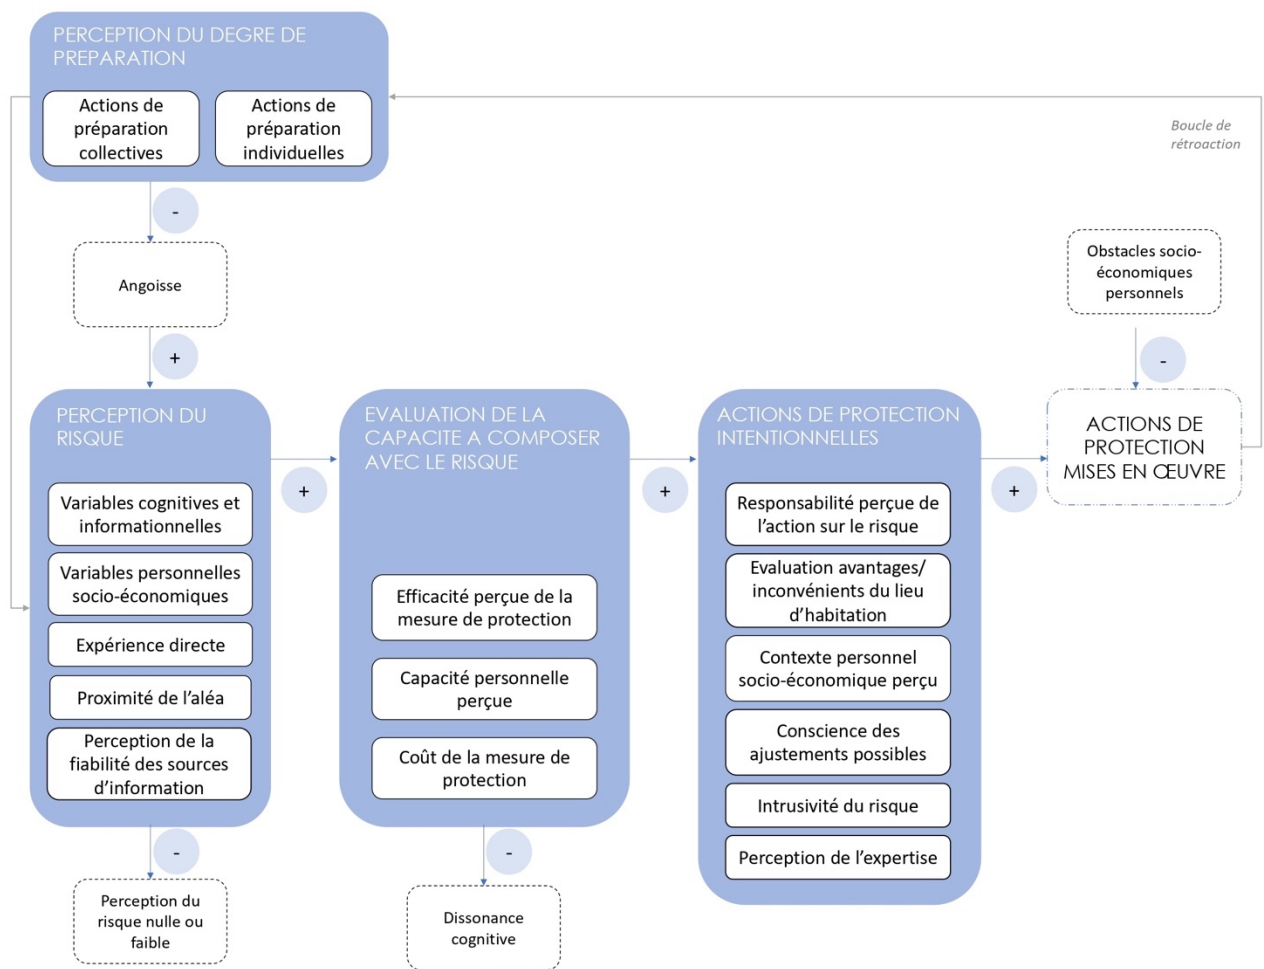 PERCEPTION DU DEGRE DE
PREPARATION
Actions de
préparation
collectives
Actions de
préparation
individuelles
Boucle de
rétroaction
-
Angoisse
+
Obstacles socio-
économiques
personnels
-
PERCEPTION DU
RISQUE
Variables cognitives et
informationnelles
Variables personnelles
socio-économiques
Expérience directe
Proximité de l’aléa
Perception de la
fiabilité des sources
d’information
-
Perception du
risque nulle ou
faible
+
EVALUATION DE LA
CAPACITE A COMPOSER
AVEC LE RISQUE
Efficacité perçue de la
mesure de protection
Capacité personnelle
perçue
Coût de la mesure de
protection
-
Dissonance
cognitive
+
ACTIONS DE PROTECTION
INTENTIONNELLES
Responsabilité perçue de
l’action sur le risque
Evaluation avantages/
inconvénients du lieu
d’habitation
Contexte personnel
socio-économique perçu
Conscience des
ajustements possibles
Intrusivité du risque
Perception de l’expertise
+
ACTIONS DE
PROTECTION
MISES EN ŒUVRE